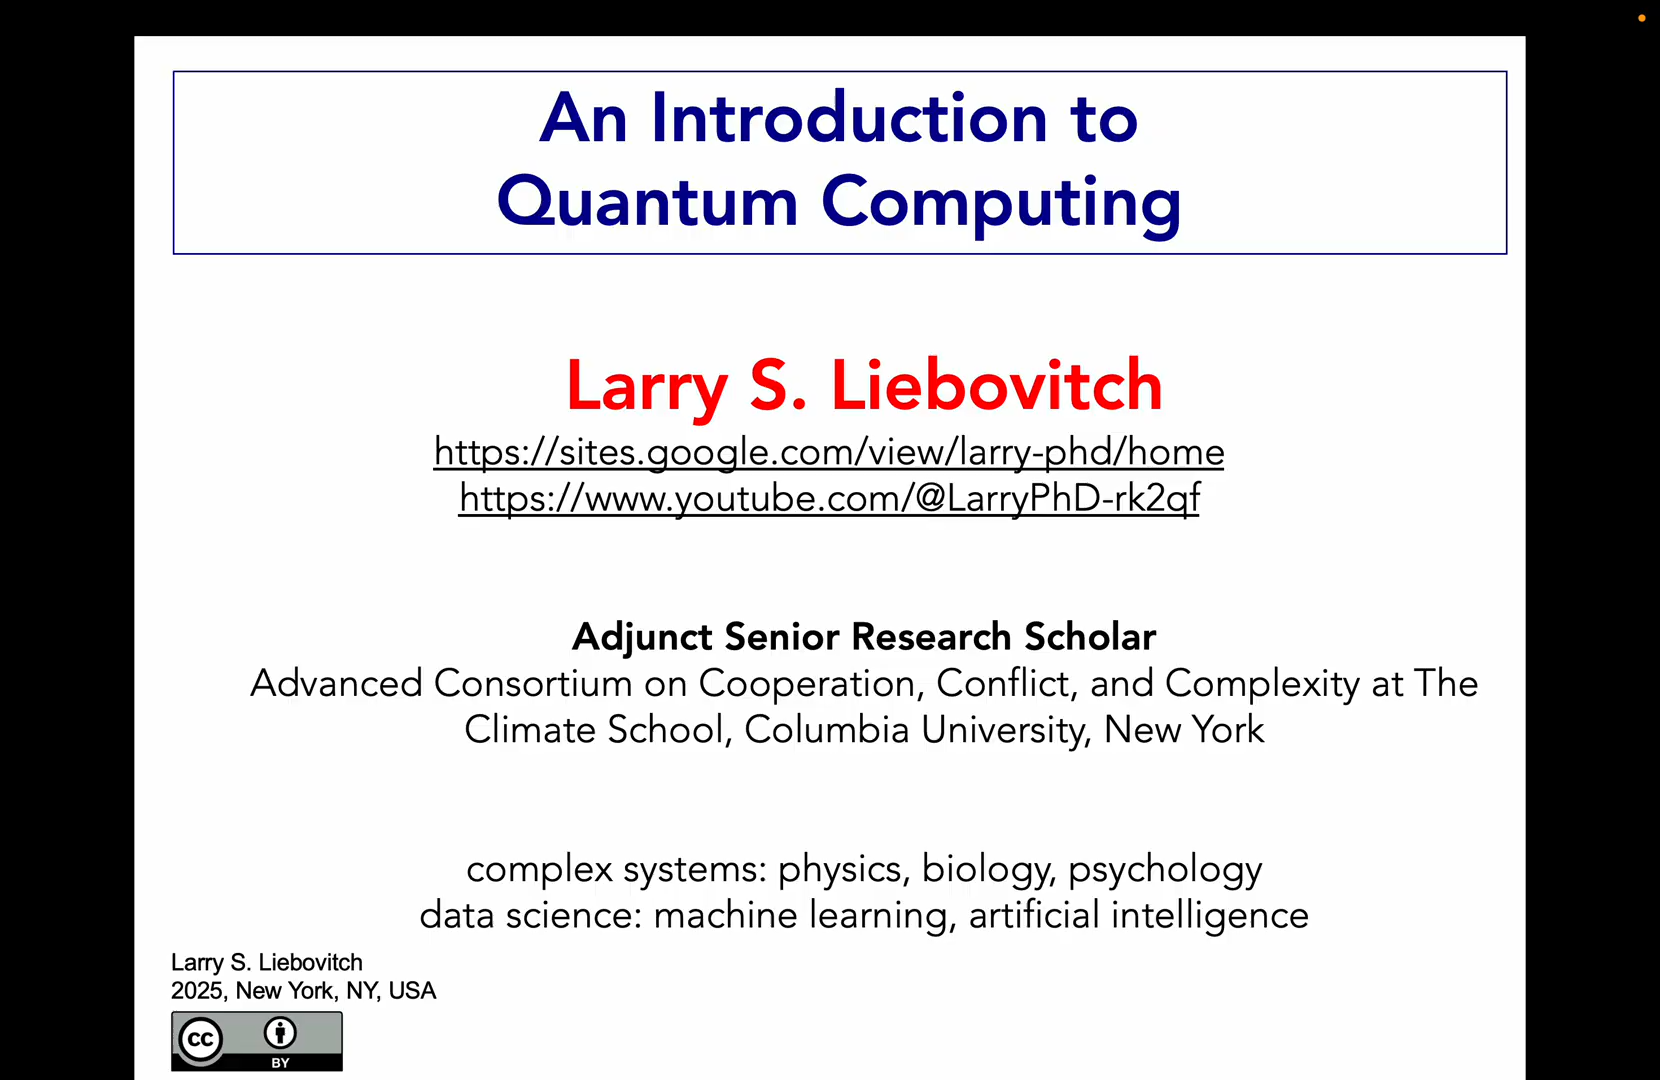 An Introduction to
Quantum Computing
Larry S. Liebovitch
https://sites.google.com/view/larry-phd/home
https://www.youtube.com/@LarryPhD-rk2qf
Adjunct Senior Research Scholar
Advanced Consortium on Cooperation, Conflict, and Complexity at The
Climate School, Columbia University, New York
complex systems: physics, biology, psychology
data science: machine learning, artificial intelligence
Larry S. Liebovitch
2025, New York, NY, USA
cc
BY